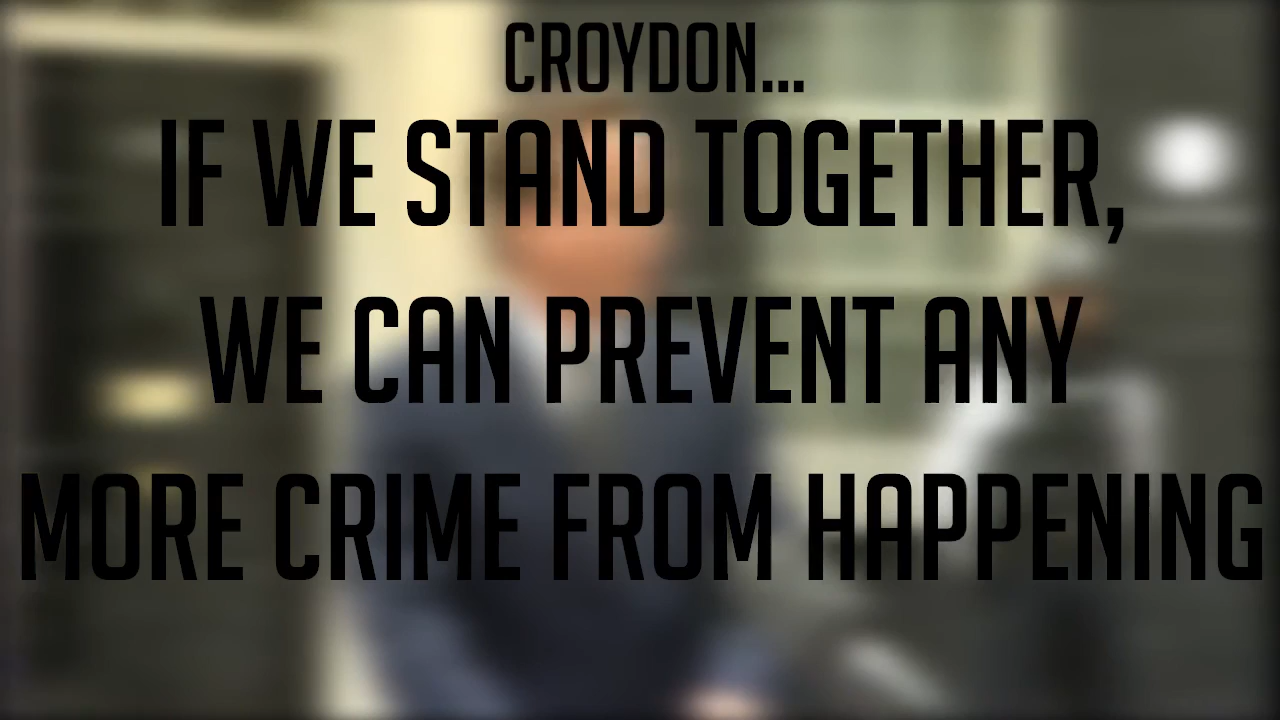 CROYDON...
IF WE STAND TOGETHER,
WE CAN PREVENT ANY
MORE CRIME FROM HAPPENING